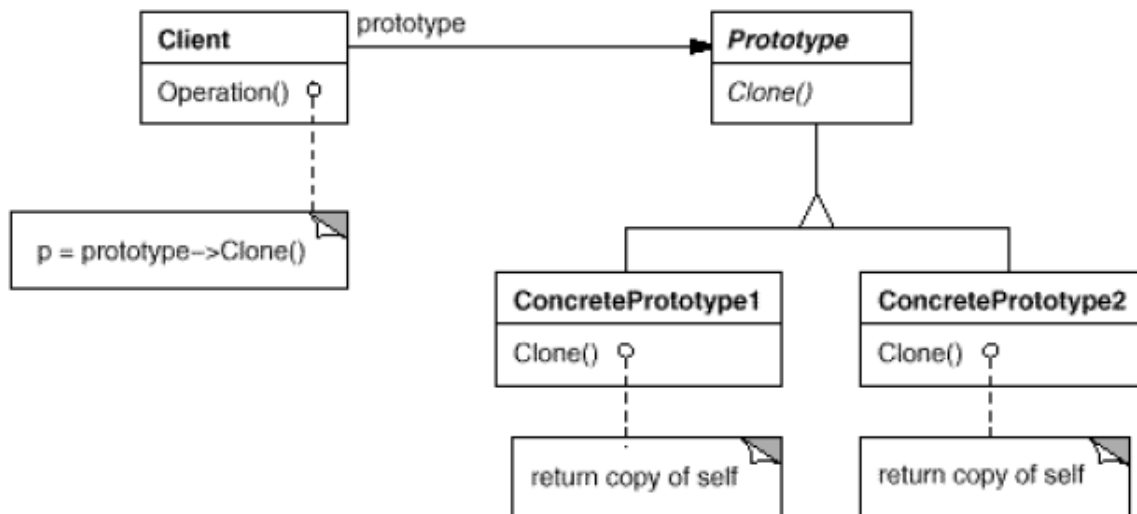 Client
prototype
Prototype
Operation()
Clone()
p = prototype−>Clone()
ConcretePrototype1
ConcretePrototype2
Clone()
Clone()
return copy of self
return copy of self